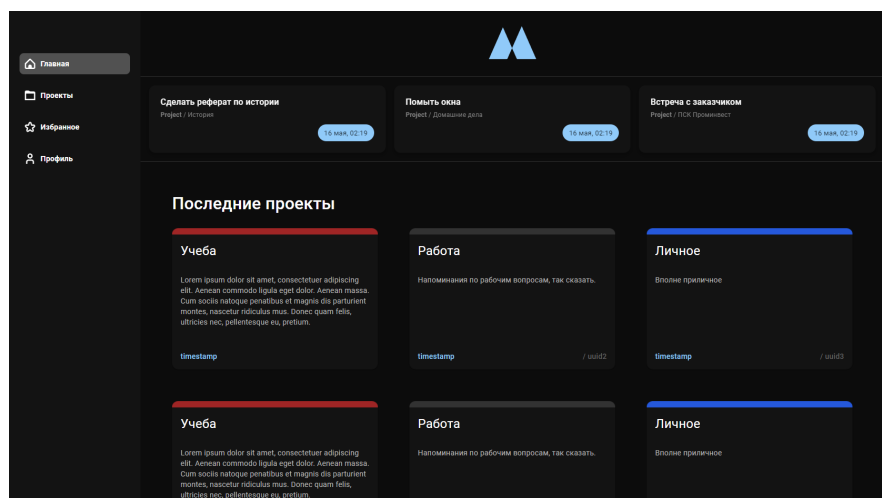 Главная
Проекты
Избранное
Профиль
Сделать реферат по истории
Project / История
16 мая, 02:19
Помыть окна
Project / Домашние дела
16 мая, 02:19
Встреча с заказчиком
Project / ПСК Проминвест
16 мая, 02:19
Последние проекты
Учеба
Lorem ipsum dolor sit amet, consectetuer adipiscing
elit. Aenean commodo ligula eget dolor. Aenean massa.
Cum sociis natoque penatibus et magnis dis parturient
montes, nascetur ridiculus mus. Donec quam felis,
ultricies nec, pellentesque eu, pretium.
timestamp
Работа
Напоминания по рабочим вопросам, так сказать.
timestamp
/ uuid2
Личное
Вполне приличное
timestamp
/ uuid3
Учеба
Lorem ipsum dolor sit amet, consectetuer adipiscing
elit. Aenean commodo ligula eget dolor. Aenean massa.
Cum sociis natoque penatibus et magnis dis parturient
montes, nascetur ridiculus mus. Donec quam felis,
ultricies nec, pellentesque eu, pretium.
Работа
Напоминания по рабочим вопросам, так сказать.
Личное
Вполне приличное